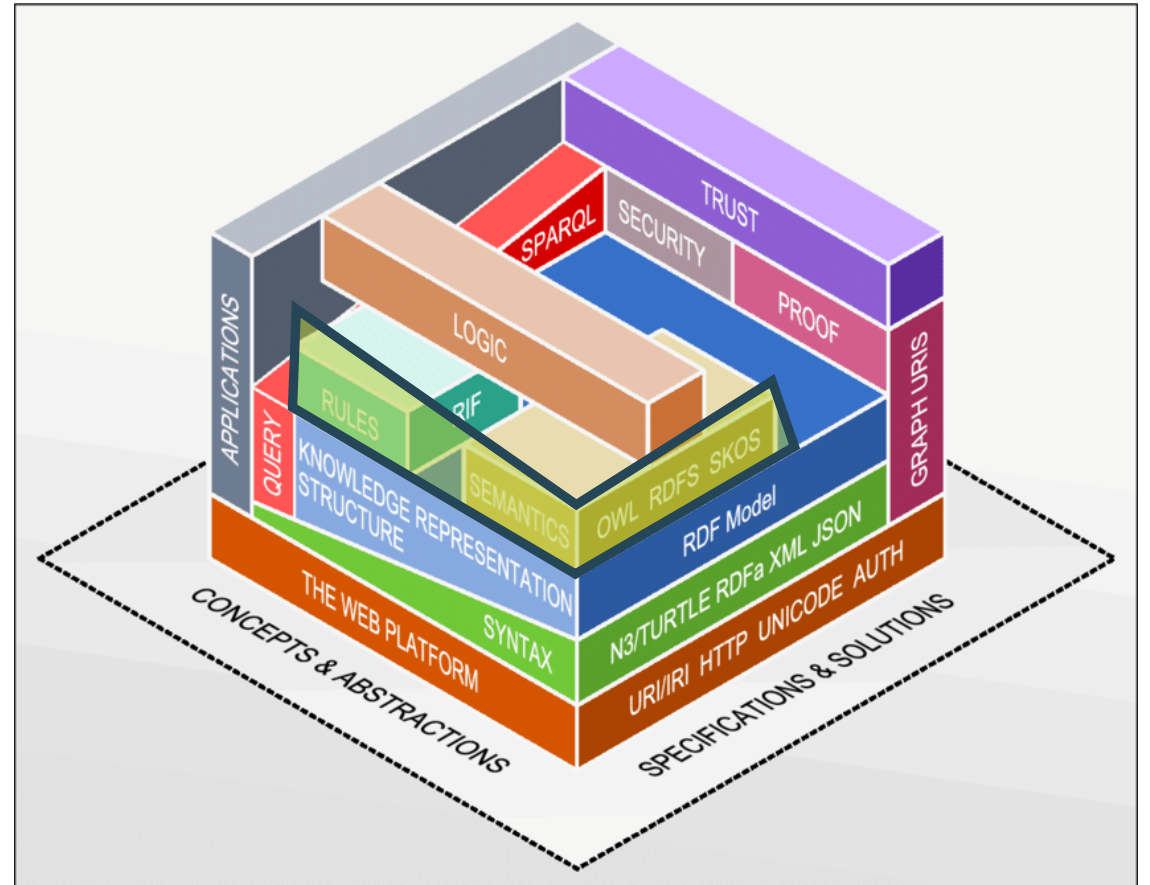 TRUST
SPARQL
SECURITY
PROOF
LOGIC
APPLICATIONS
GRAPH URIS
RULES
RIF
QUERY
KNOWLEDGE REPRESENTATION
STRUCTURE
SEMANTICS
OWL RDFS SKOS
RDF Model
SYNTAX
N3/TURTLE RDFa XML JSON
THE WEB PLATFORM
URI/IRI HTTP UNICODE AUTH
CONCEPTS & ABSTRACTIONS
SPECIFICATIONS & SOLUTIONS